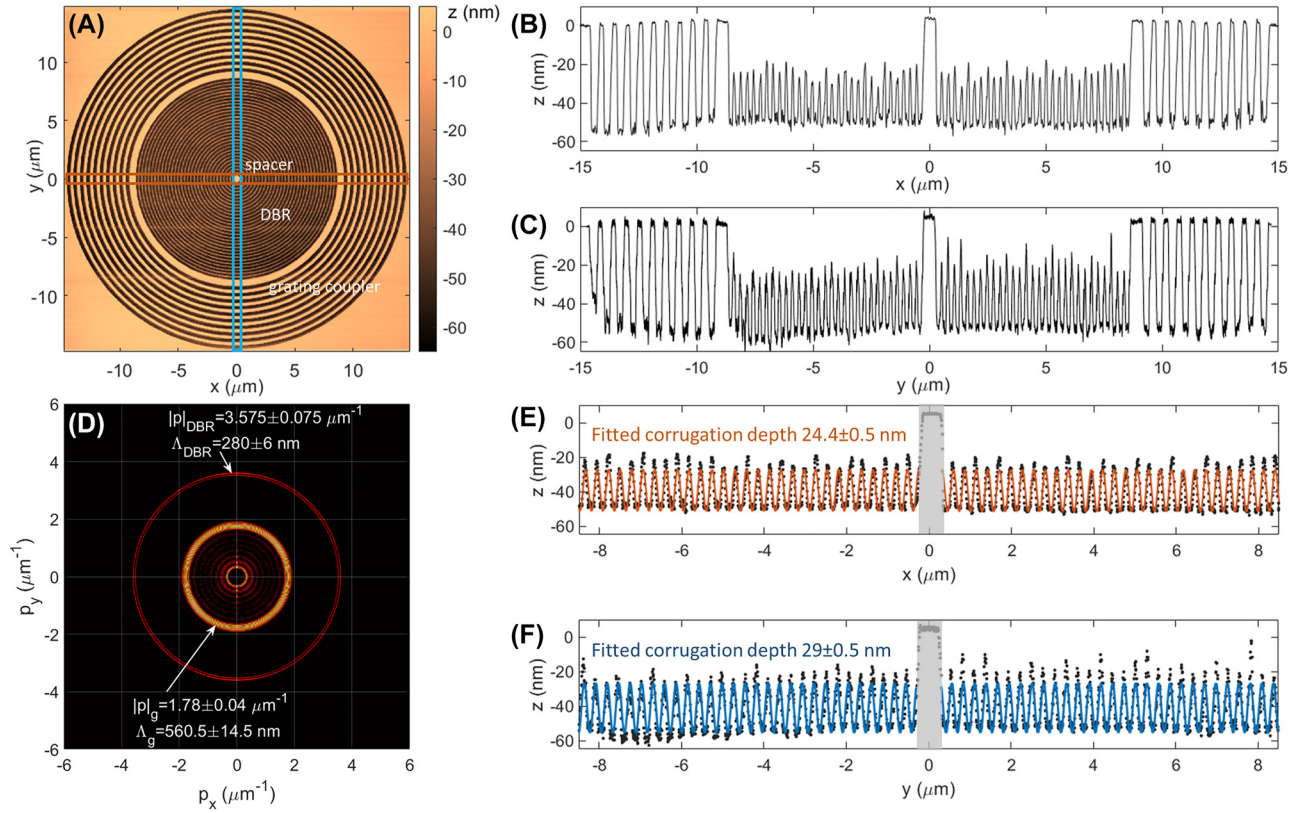 (A)
z (nm)
0
-10
-20
-30
-40
-50
-60
10
5
0
-5
-10
y (μm)
spacer
DBR
grating coupler
-10 -5 0 5 10
x (μm)
(B)
0
-20
-40
-60
z (nm)
-15 -10 -5 0 5 10 15
x (μm)
(C)
0
-20
-40
-60
z (nm)
-15 -10 -5 0 5 10 15
y (μm)
(D)
|p|DBR=3.575±0.075 μm-1
ΛDBR=280±6 nm
|p|g=1.78±0.04 μm-1
Λg=560.5±14.5 nm
6
4
2
0
-2
-4
-6
py (μm-1)
-6 -4 -2 0 2 4 6
px (μm-1)
(E)
Fitted corrugation depth 24.4±0.5 nm
0
-20
-40
-60
z (nm)
-8 -6 -4 -2 0 2 4 6 8
x (μm)
(F)
Fitted corrugation depth 29±0.5 nm
0
-20
-40
-60
z (nm)
-8 -6 -4 -2 0 2 4 6 8
y (μm)